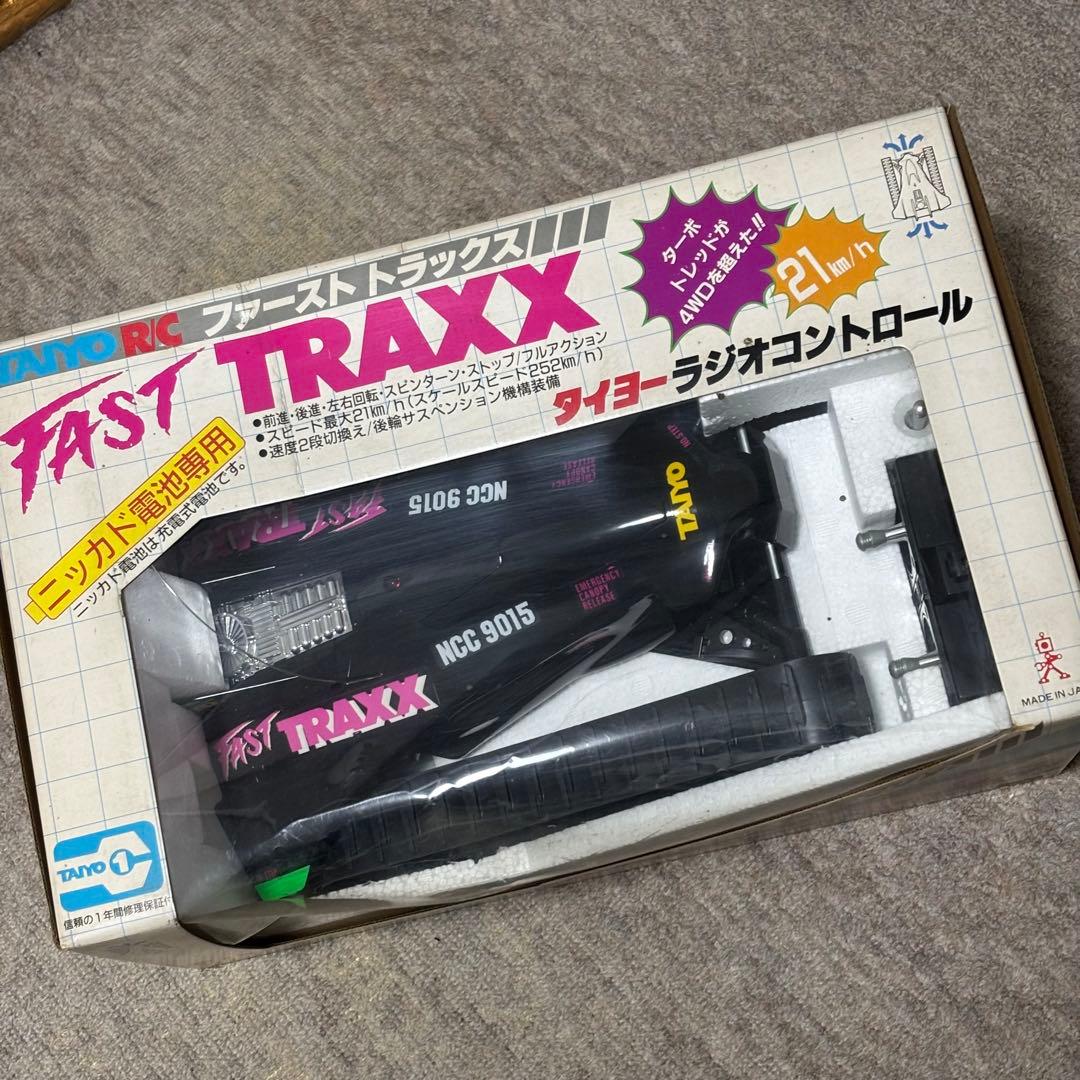 TAIYO R/C ファースト トラックス
FAST TRAXX
●前進・後進・左右回転・スピンターン・ストップ/フルアクション
●スピード最大21km/h(スケールスピード252km/h)
●速度2段切換え/後輪サスペンション機構装備
ターボ
トレッドが
4WDを超えた!!
21km/h
タイヨーラジオコントロール
ニッカド電池専用
ニッカド電池は充電式電池です。
FAST TRAXX
NCC 9015
EMERGENCY
CANOPY
RELEASE
NO STEP
TAIYO
NCC 9015
EMERGENCY
CANOPY
RELEASE
FAST TRAXX
MADE IN JA
TAIYO 1
信頼の1年間修理保証付